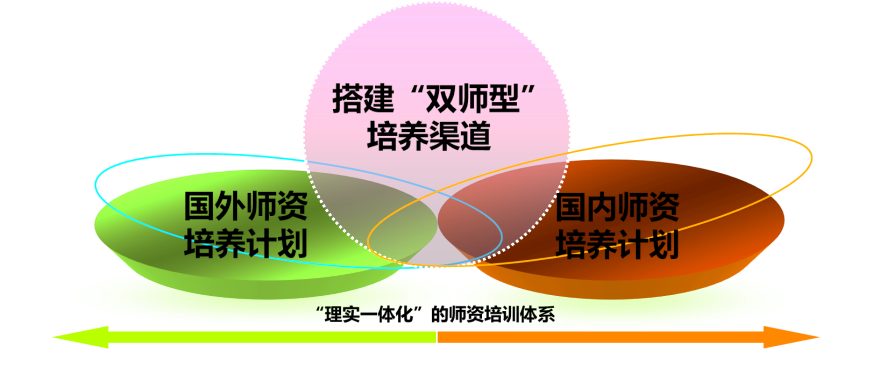 搭建“双师型”
培养渠道
国外师资
培养计划
国内师资
培养计划
“理实一体化”的师资培训体系